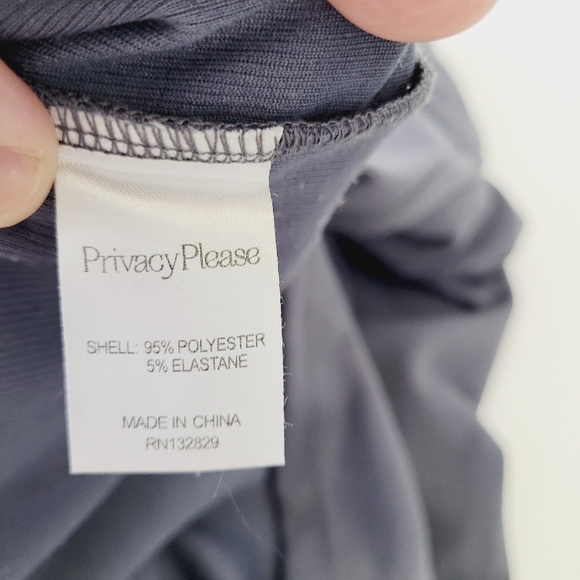 PrivacyPlease
SHELL: 95% POLYESTER
5% ELASTANE
MADE IN CHINA
RN132829